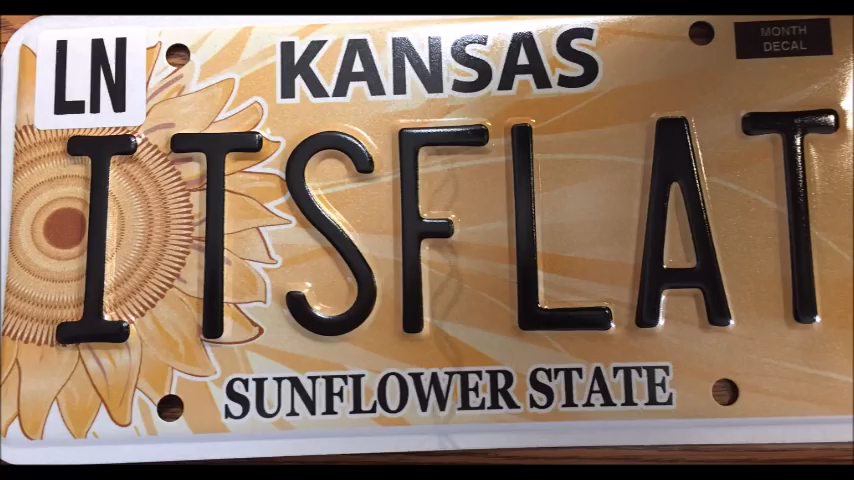 LN
KANSAS
MONTH
DECAL
ITSFLAT
SUNFLOWER STATE